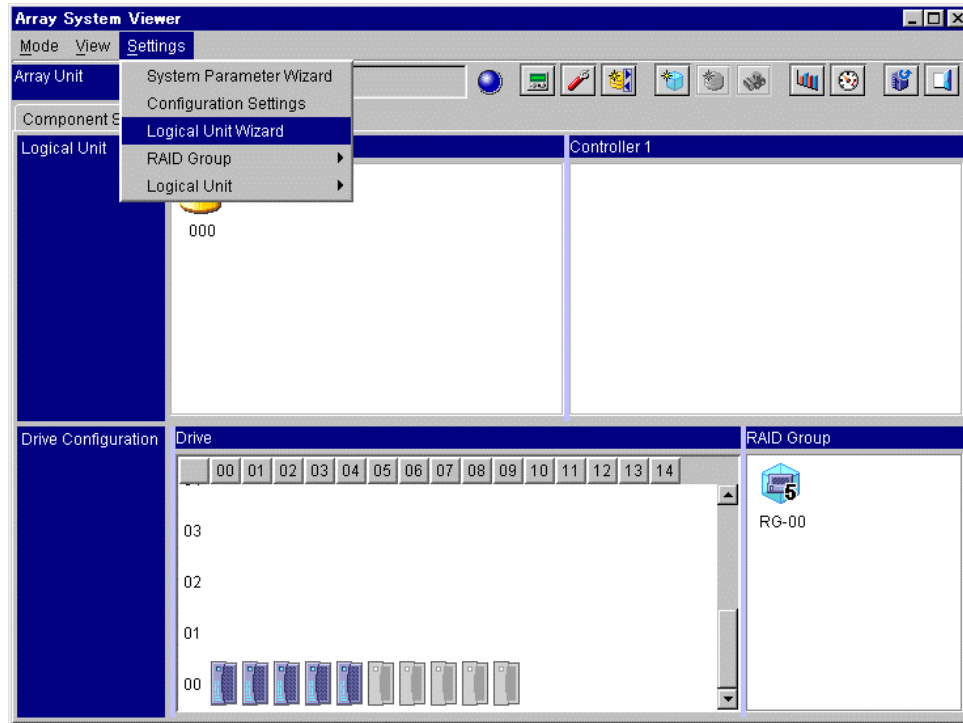 Array System Viewer
Mode View Settings
Array Unit
System Parameter Wizard
Configuration Settings
Logical Unit Wizard
RAID Group
Logical Unit
Component S
Logical Unit
Controller 1
000
Drive Configuration
Drive
RAID Group
00 01 02 03 04 05 06 07 08 09 10 11 12 13 14
03
02
01
00
5
RG-00